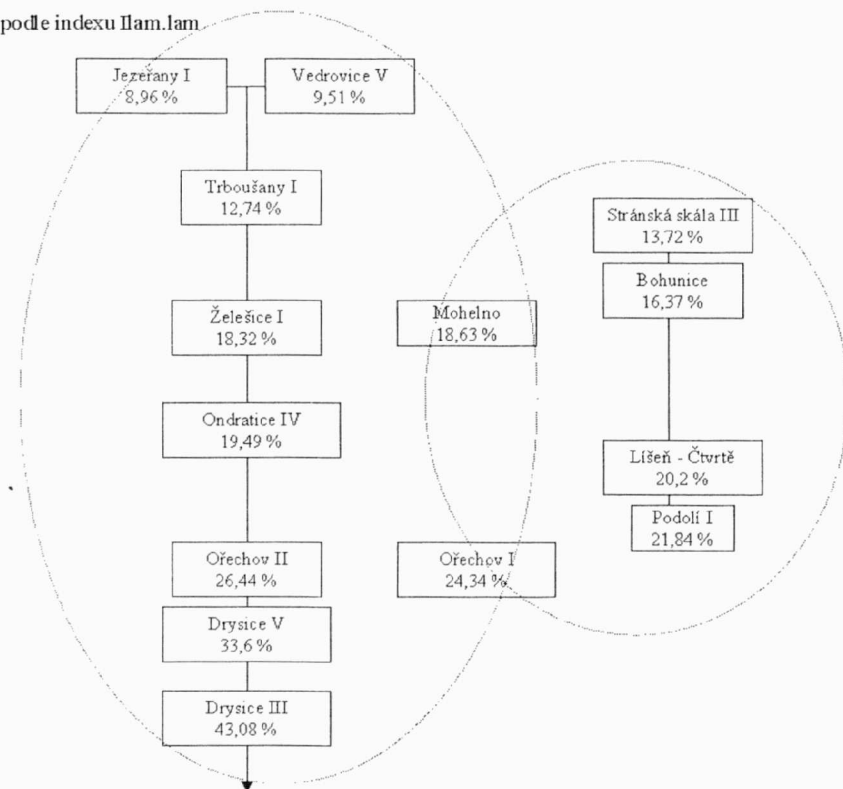 podle indexu Ilam.lam
Jezeřany I
8,96 %
Vedrovice V
9,51 %
Trboušany I
12,74 %
Stránská skála III
13,72 %
Bohunice
16,37 %
Želešice I
18,32 %
Mohelno
18,63 %
Ondratice IV
19,49 %
Líšeň - Čtvrtě
20,2 %
Podolí I
21,84 %
Ořechov II
26,44 %
Ořechov I
24,34 %
Drysice V
33,6 %
Drysice III
43,08 %